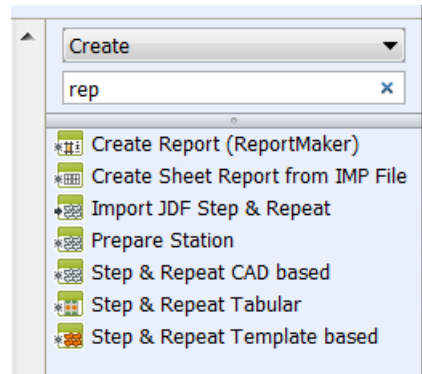 Create
rep
Create Report (ReportMaker)
Create Sheet Report from IMP File
Import JDF Step & Repeat
Prepare Station
Step & Repeat CAD based
Step & Repeat Tabular
Step & Repeat Template based